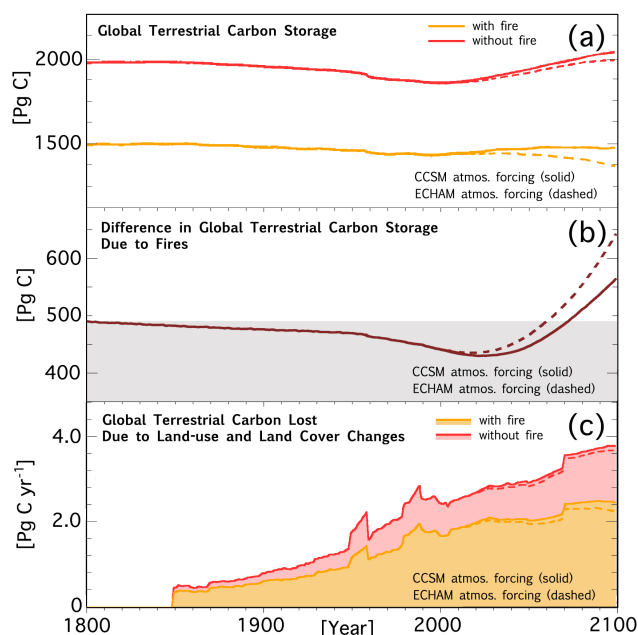 Global Terrestrial Carbon Storage
with fire
without fire
(a)
2000
1500
[Pg C]
CCSM atmos. forcing (solid)
ECHAM atmos. forcing (dashed)
Difference in Global Terrestrial Carbon Storage
Due to Fires
(b)
600
500
400
[Pg C]
CCSM atmos. forcing (solid)
ECHAM atmos. forcing (dashed)
Global Terrestrial Carbon Lost
Due to Land-use and Land Cover Changes
with fire
without fire
(c)
4.0
2.0
0
[Pg C yr⁻¹]
CCSM atmos. forcing (solid)
ECHAM atmos. forcing (dashed)
1800 1900 [Year] 2000 2100